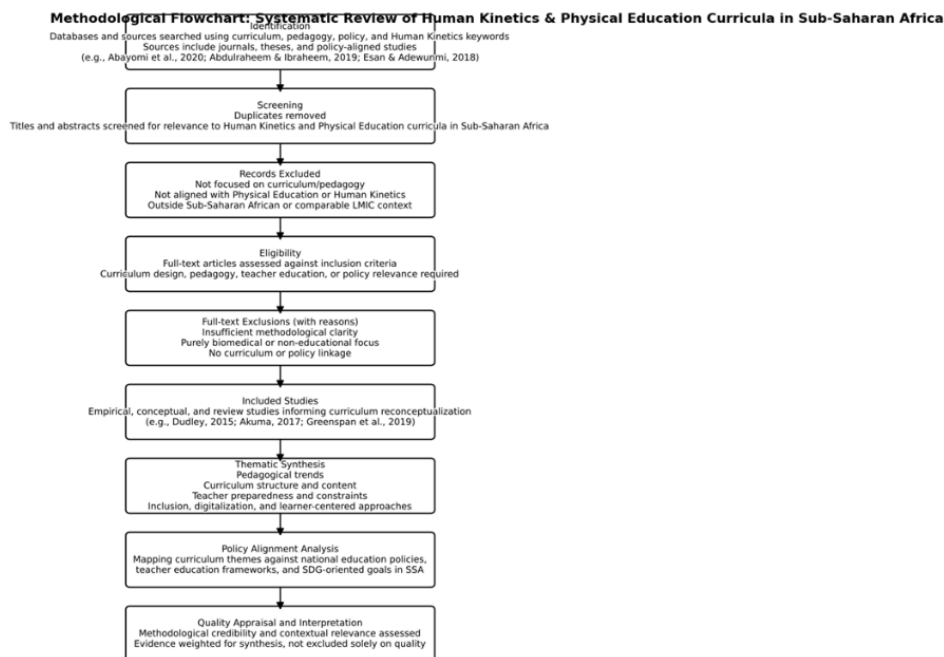 Methodological Flowchart: Systematic Review of Human Kinetics & Physical Education Curricula in Sub-Saharan Africa
Identification
Databases and sources searched using curriculum, pedagogy, policy, and Human Kinetics keywords
Sources include journals, theses, and policy-aligned studies
(e.g., Abayomi et al., 2020; Abdulraheem & Ibraheem, 2019; Esan & Adewunmi, 2018)
Screening
Duplicates removed
Titles and abstracts screened for relevance to Human Kinetics and Physical Education curricula in Sub-Saharan Africa
Records Excluded
Not focused on curriculum/pedagogy
Not aligned with Physical Education or Human Kinetics
Outside Sub-Saharan African or comparable LMIC context
Eligibility
Full-text articles assessed against inclusion criteria
Curriculum design, pedagogy, teacher education, or policy relevance required
Full-text Exclusions (with reasons)
Insufficient methodological clarity
Purely biomedical or non-educational focus
No curriculum or policy linkage
Included Studies
Empirical, conceptual, and review studies informing curriculum reconceptualization
(e.g., Dudley, 2015; Akuma, 2017; Greenspan et al., 2019)
Thematic Synthesis
Pedagogical trends
Curriculum structure and content
Teacher preparedness and constraints
Inclusion, digitalization, and learner-centered approaches
Policy Alignment Analysis
Mapping curriculum themes against national education policies,
teacher education frameworks, and SDG-oriented goals in SSA
Quality Appraisal and Interpretation
Methodological credibility and contextual relevance assessed
Evidence weighted for synthesis, not excluded solely on quality